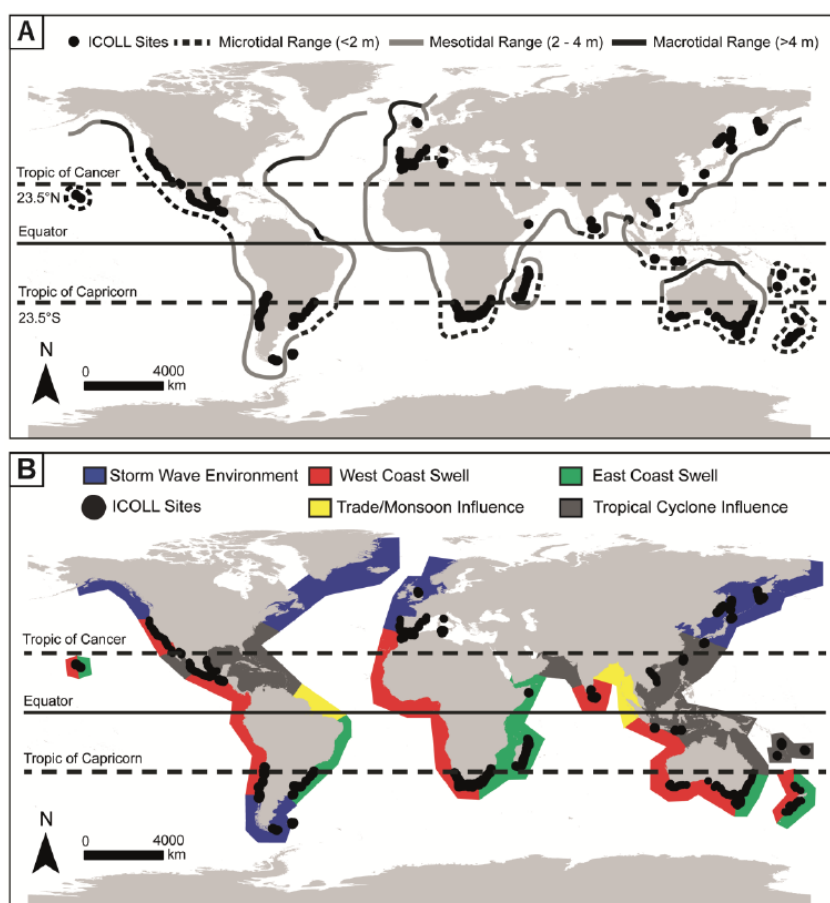 A
ICOLL Sites Microtidal Range (<2 m) Mesotidal Range (2 - 4 m) Macrotidal Range (>4 m)
Tropic of Cancer
23.5°N
Equator
Tropic of Capricorn
23.5°S
N
0 4000
km
B
Storm Wave Environment West Coast Swell East Coast Swell
ICOLL Sites Trade/Monsoon Influence Tropical Cyclone Influence
Tropic of Cancer
Equator
Tropic of Capricorn
N
0 4000
km